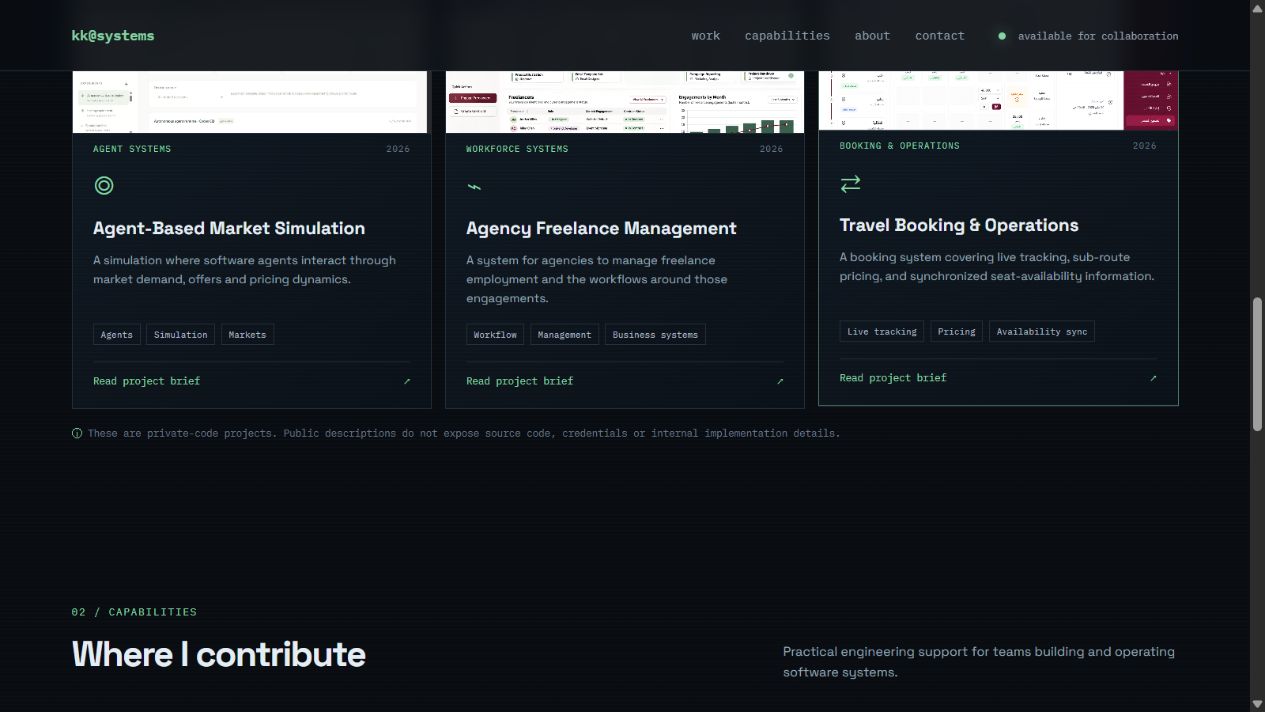 kk@systems
work capabilities about contact available for collaboration
AGENT SYSTEMS 2026
Agent-Based Market Simulation
A simulation where software agents interact through
market demand, offers and pricing dynamics.
Agents Simulation Markets
Read project brief ↗
Freelancers
Engagements by Month
WORKFORCE SYSTEMS 2026
Agency Freelance Management
A system for agencies to manage freelance
employment and the workflows around those
engagements.
Workflow Management Business systems
Read project brief ↗
BOOKING & OPERATIONS 2026
Travel Booking & Operations
A booking system covering live tracking, sub-route
pricing, and synchronized seat-availability information.
Live tracking Pricing Availability sync
Read project brief ↗
These are private-code projects. Public descriptions do not expose source code, credentials or internal implementation details.
02 / CAPABILITIES
Where I contribute
Practical engineering support for teams building and operating
software systems.